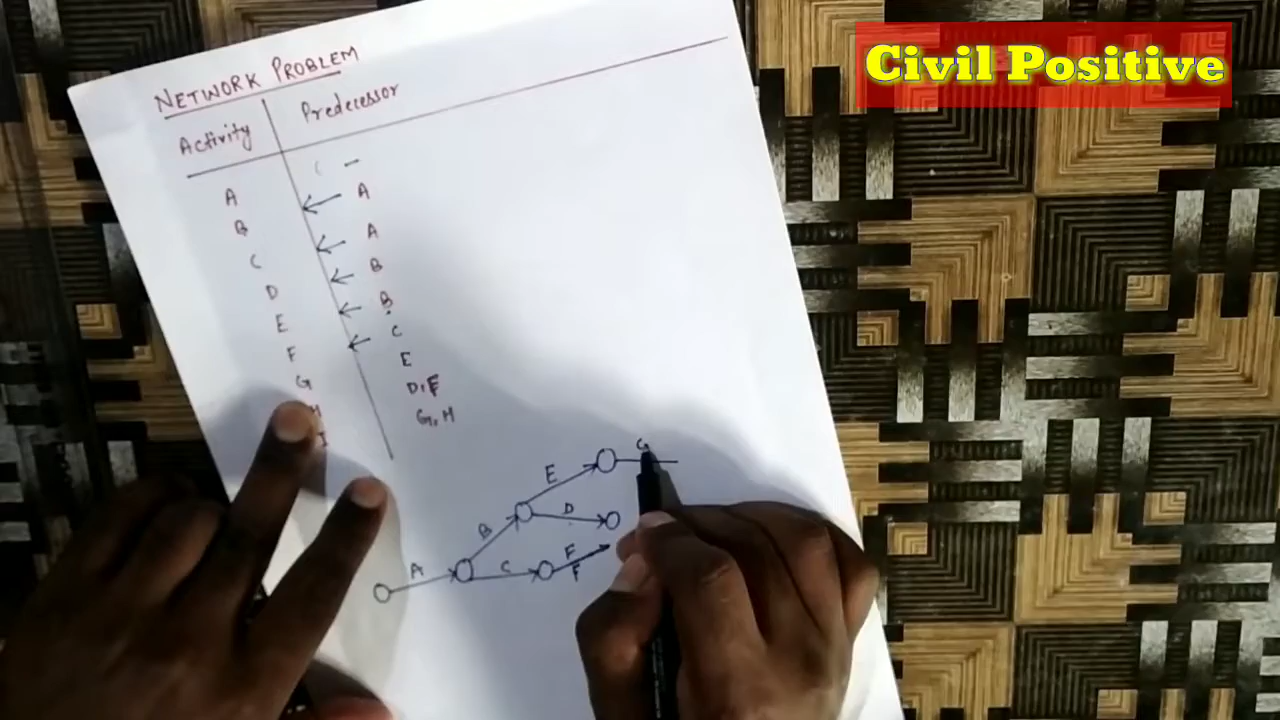 Civil Positive
NETWORK PROBLEM
Activity Predecessor
A -
B A
C A
D B
E B
F C
G E
H D, F
I G, H
E G
B D
A C F
F